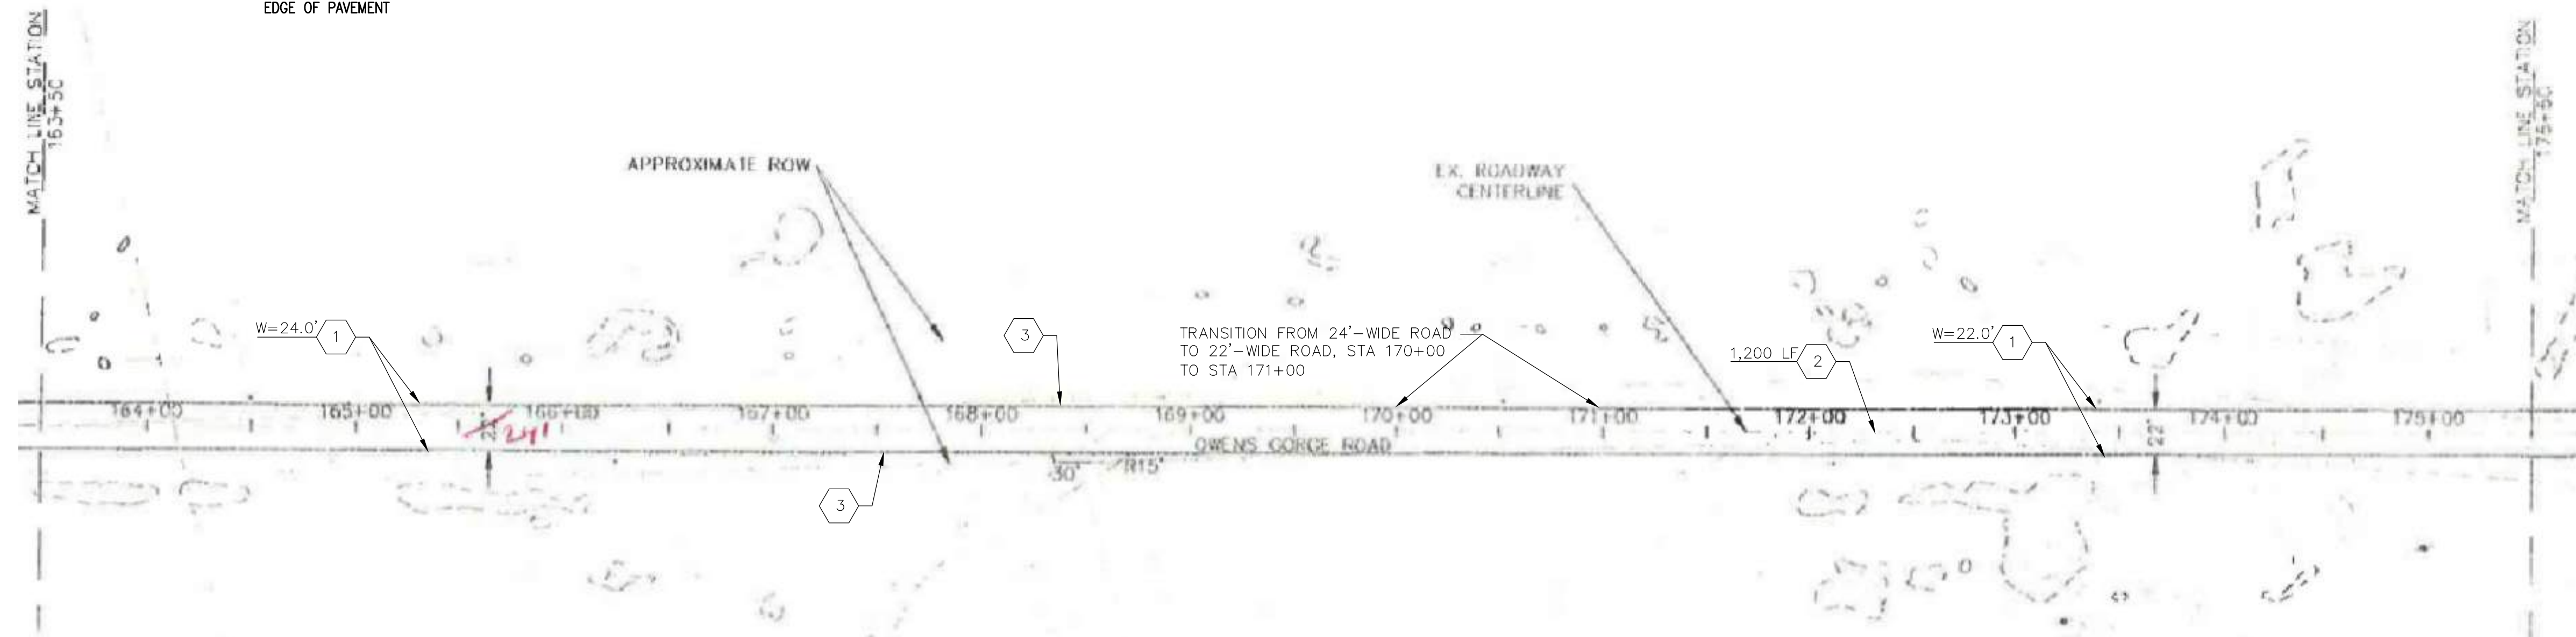 EDGE OF PAVEMENT
MATCH LINE STATION
163+50
APPROXIMATE ROW
EX. ROADWAY
CENTERLINE
MATCH LINE STATION
175+50
W=24.0'
1
3
TRANSITION FROM 24'-WIDE ROAD
TO 22'-WIDE ROAD, STA 170+00
TO STA 171+00
1,200 LF
2
W=22.0'
1
164+00
165+00
166+00
167+00
168+00
169+00
170+00
171+00
172+00
173+00
174+00
175+00
24'
22'
OWENS GORGE ROAD
30'
R15'
3